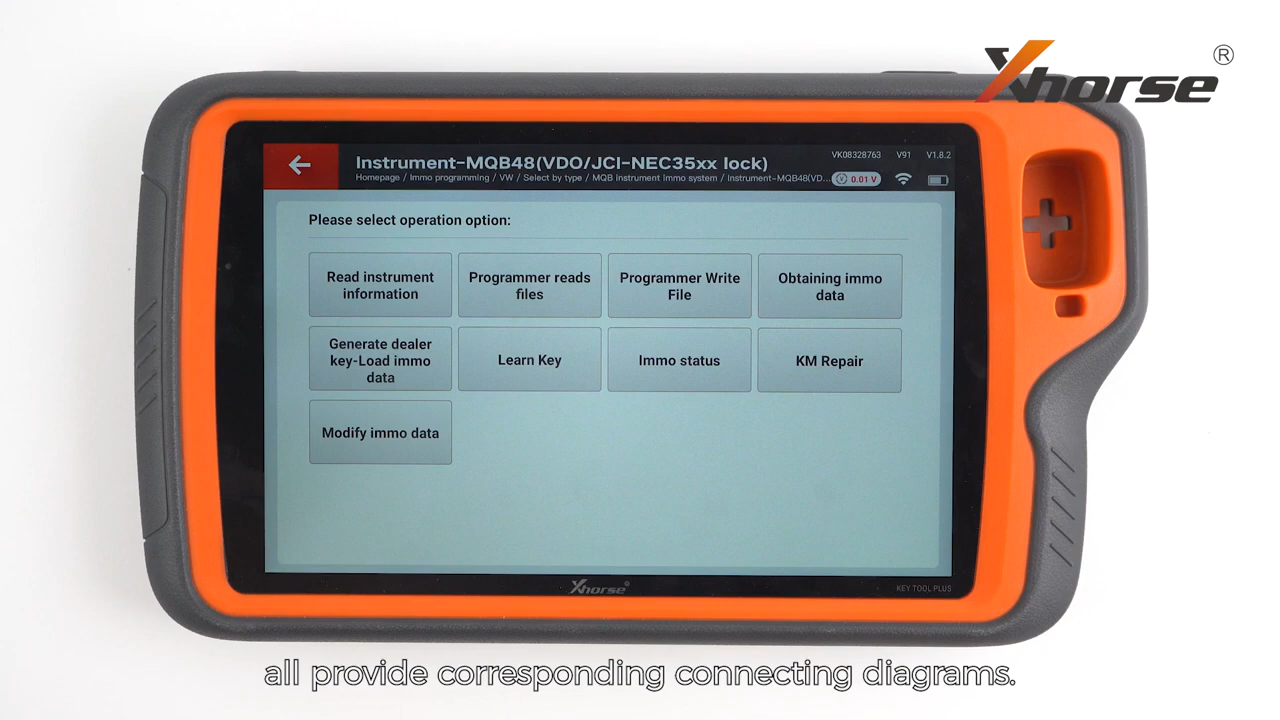 Xhorse®
Instrument-MQB48(VDO/JCI-NEC35xx lock)
VK08328763 V91 V1.8.2
Homepage / Immo programming / VW / Select by type / MQB instrument immo system / Instrument-MQB48(VD...
0.01 V
Please select operation option:
Read instrument
information
Programmer reads
files
Programmer Write
File
Obtaining immo
data
Generate dealer
key-Load immo
data
Learn Key
Immo status
KM Repair
Modify immo data
Xhorse®
KEY TOOL PLUS
all provide corresponding connecting diagrams.